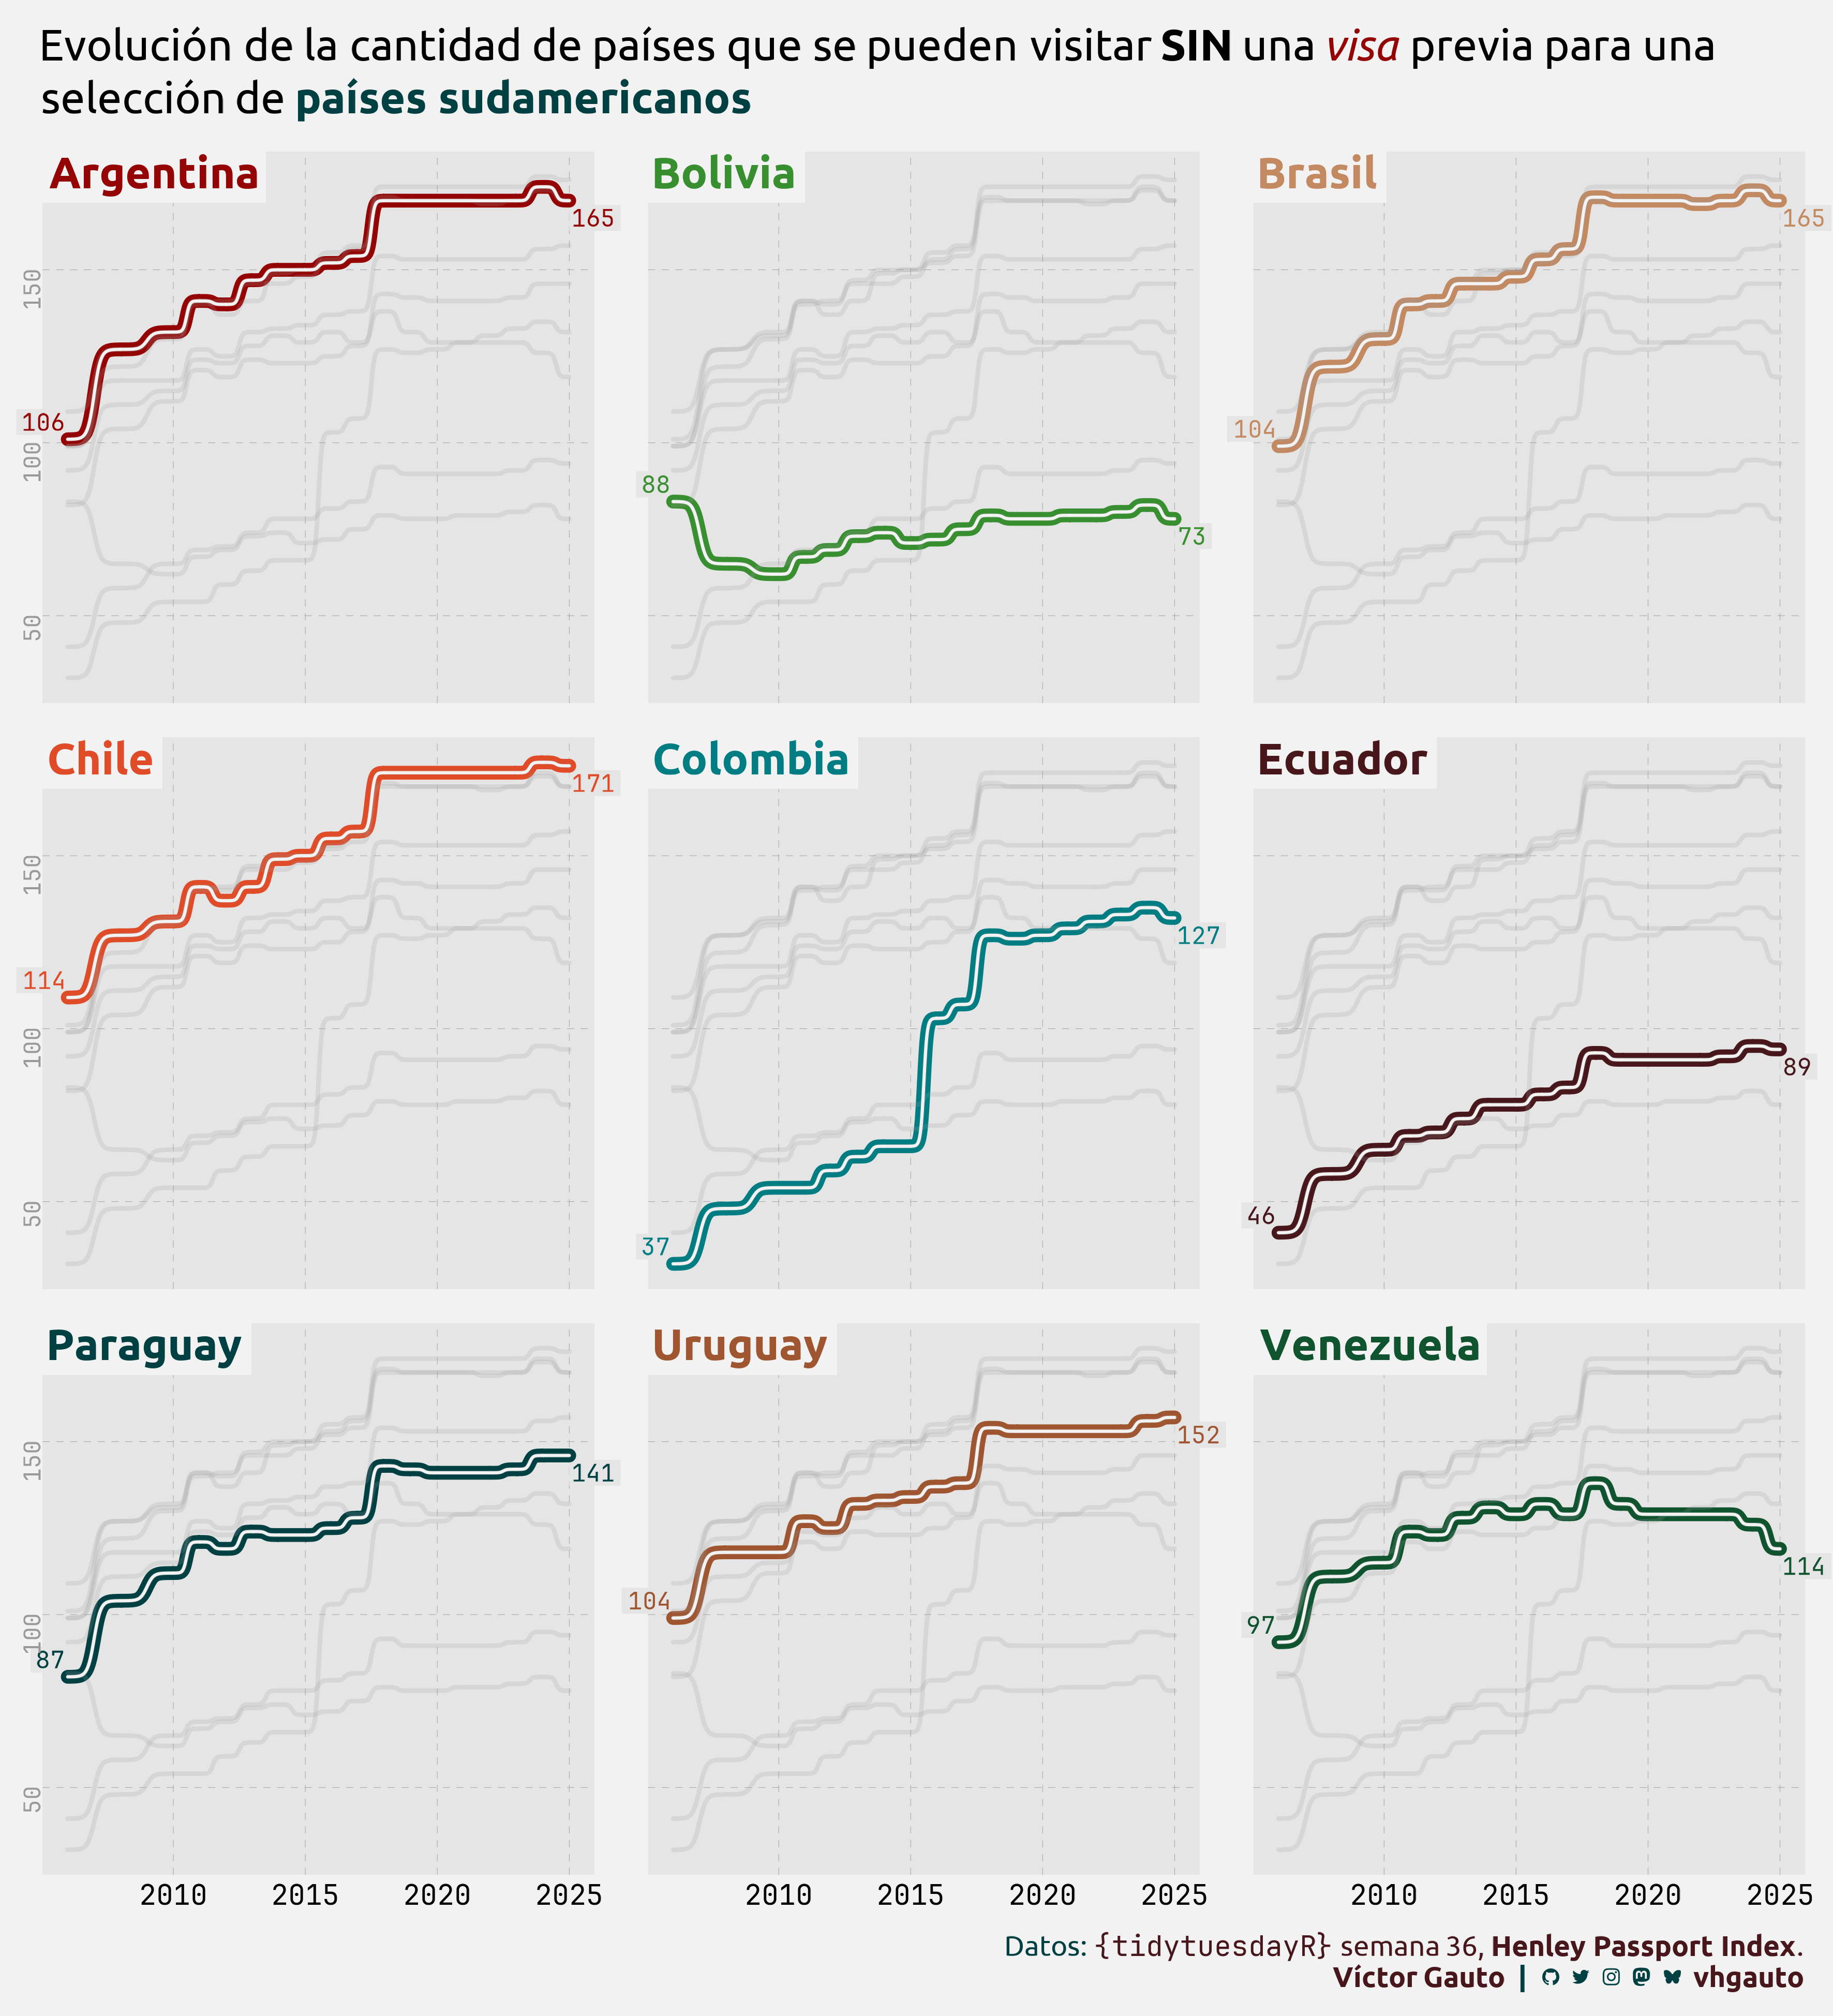 Evolución de la cantidad de países que se pueden visitar SIN una visa previa para una
selección de países sudamericanos
Argentina
Bolivia
Brasil
165
165
150
106
104
100
88
73
50
Chile
Colombia
Ecuador
171
150
127
114
100
89
50
46
37
Paraguay
Uruguay
Venezuela
150
141
152
114
100
87
104
97
50
2010 2015 2020 2025
2010 2015 2020 2025
2010 2015 2020 2025
Datos: {tidytuesdayR} semana 36, Henley Passport Index.
Víctor Gauto | vhgauto